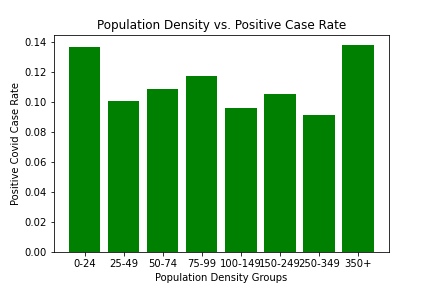 Population Density vs. Positive Case Rate
Positive Covid Case Rate
0.14
0.12
0.10
0.08
0.06
0.04
0.02
0.00
0-24 25-49 50-74 75-99 100-149 150-249 250-349 350+
Population Density Groups